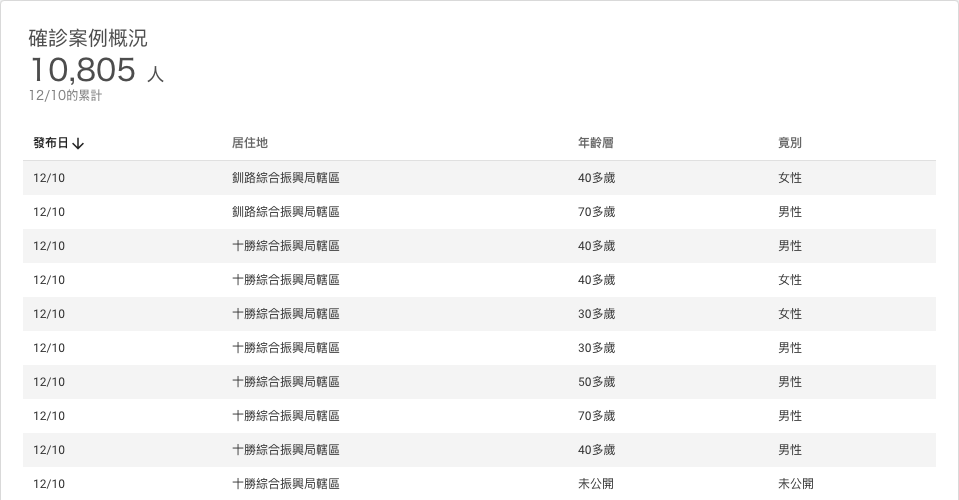 確診案例概況
10,805 人
12/10的累計
發布日↓ 居住地 年齡層 竟別
12/10 釧路綜合振興局轄區 40多歲 女性
12/10 釧路綜合振興局轄區 70多歲 男性
12/10 十勝綜合振興局轄區 40多歲 男性
12/10 十勝綜合振興局轄區 40多歲 女性
12/10 十勝綜合振興局轄區 30多歲 女性
12/10 十勝綜合振興局轄區 30多歲 男性
12/10 十勝綜合振興局轄區 50多歲 男性
12/10 十勝綜合振興局轄區 70多歲 男性
12/10 十勝綜合振興局轄區 40多歲 男性
12/10 十勝綜合振興局轄區 未公開 未公開